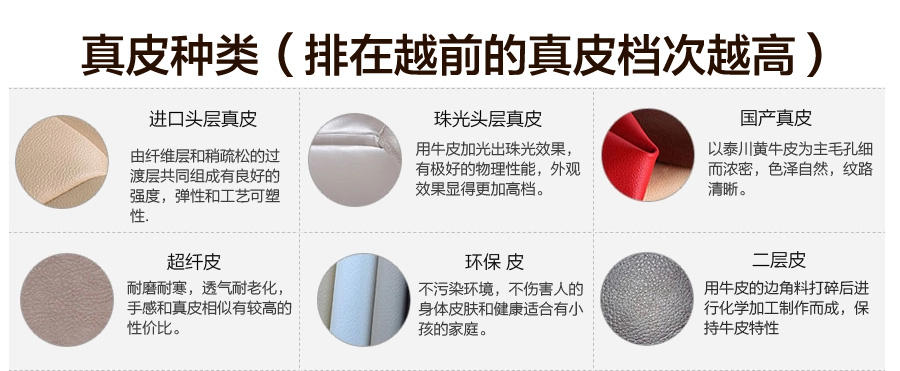 真皮种类（排在越前的真皮档次越高）
进口头层真皮
由纤维层和稍疏松的过
渡层共同组成有良好的
强度，弹性和工艺可塑
性.
珠光头层真皮
用牛皮加光出珠光效果，
有极好的物理性能，外观
效果显得更加高档。
国产真皮
以泰川黄牛皮为主毛孔细
而浓密，色泽自然，纹路
清晰。
超纤皮
耐磨耐寒，透气耐老化，
手感和真皮相似有较高的
性价比。
环保 皮
不污染环境，不伤害人的
身体皮肤和健康适合有小
孩的家庭。
二层皮
用牛皮的边角料打碎后进
行化学加工制作而成，保
持牛皮特性